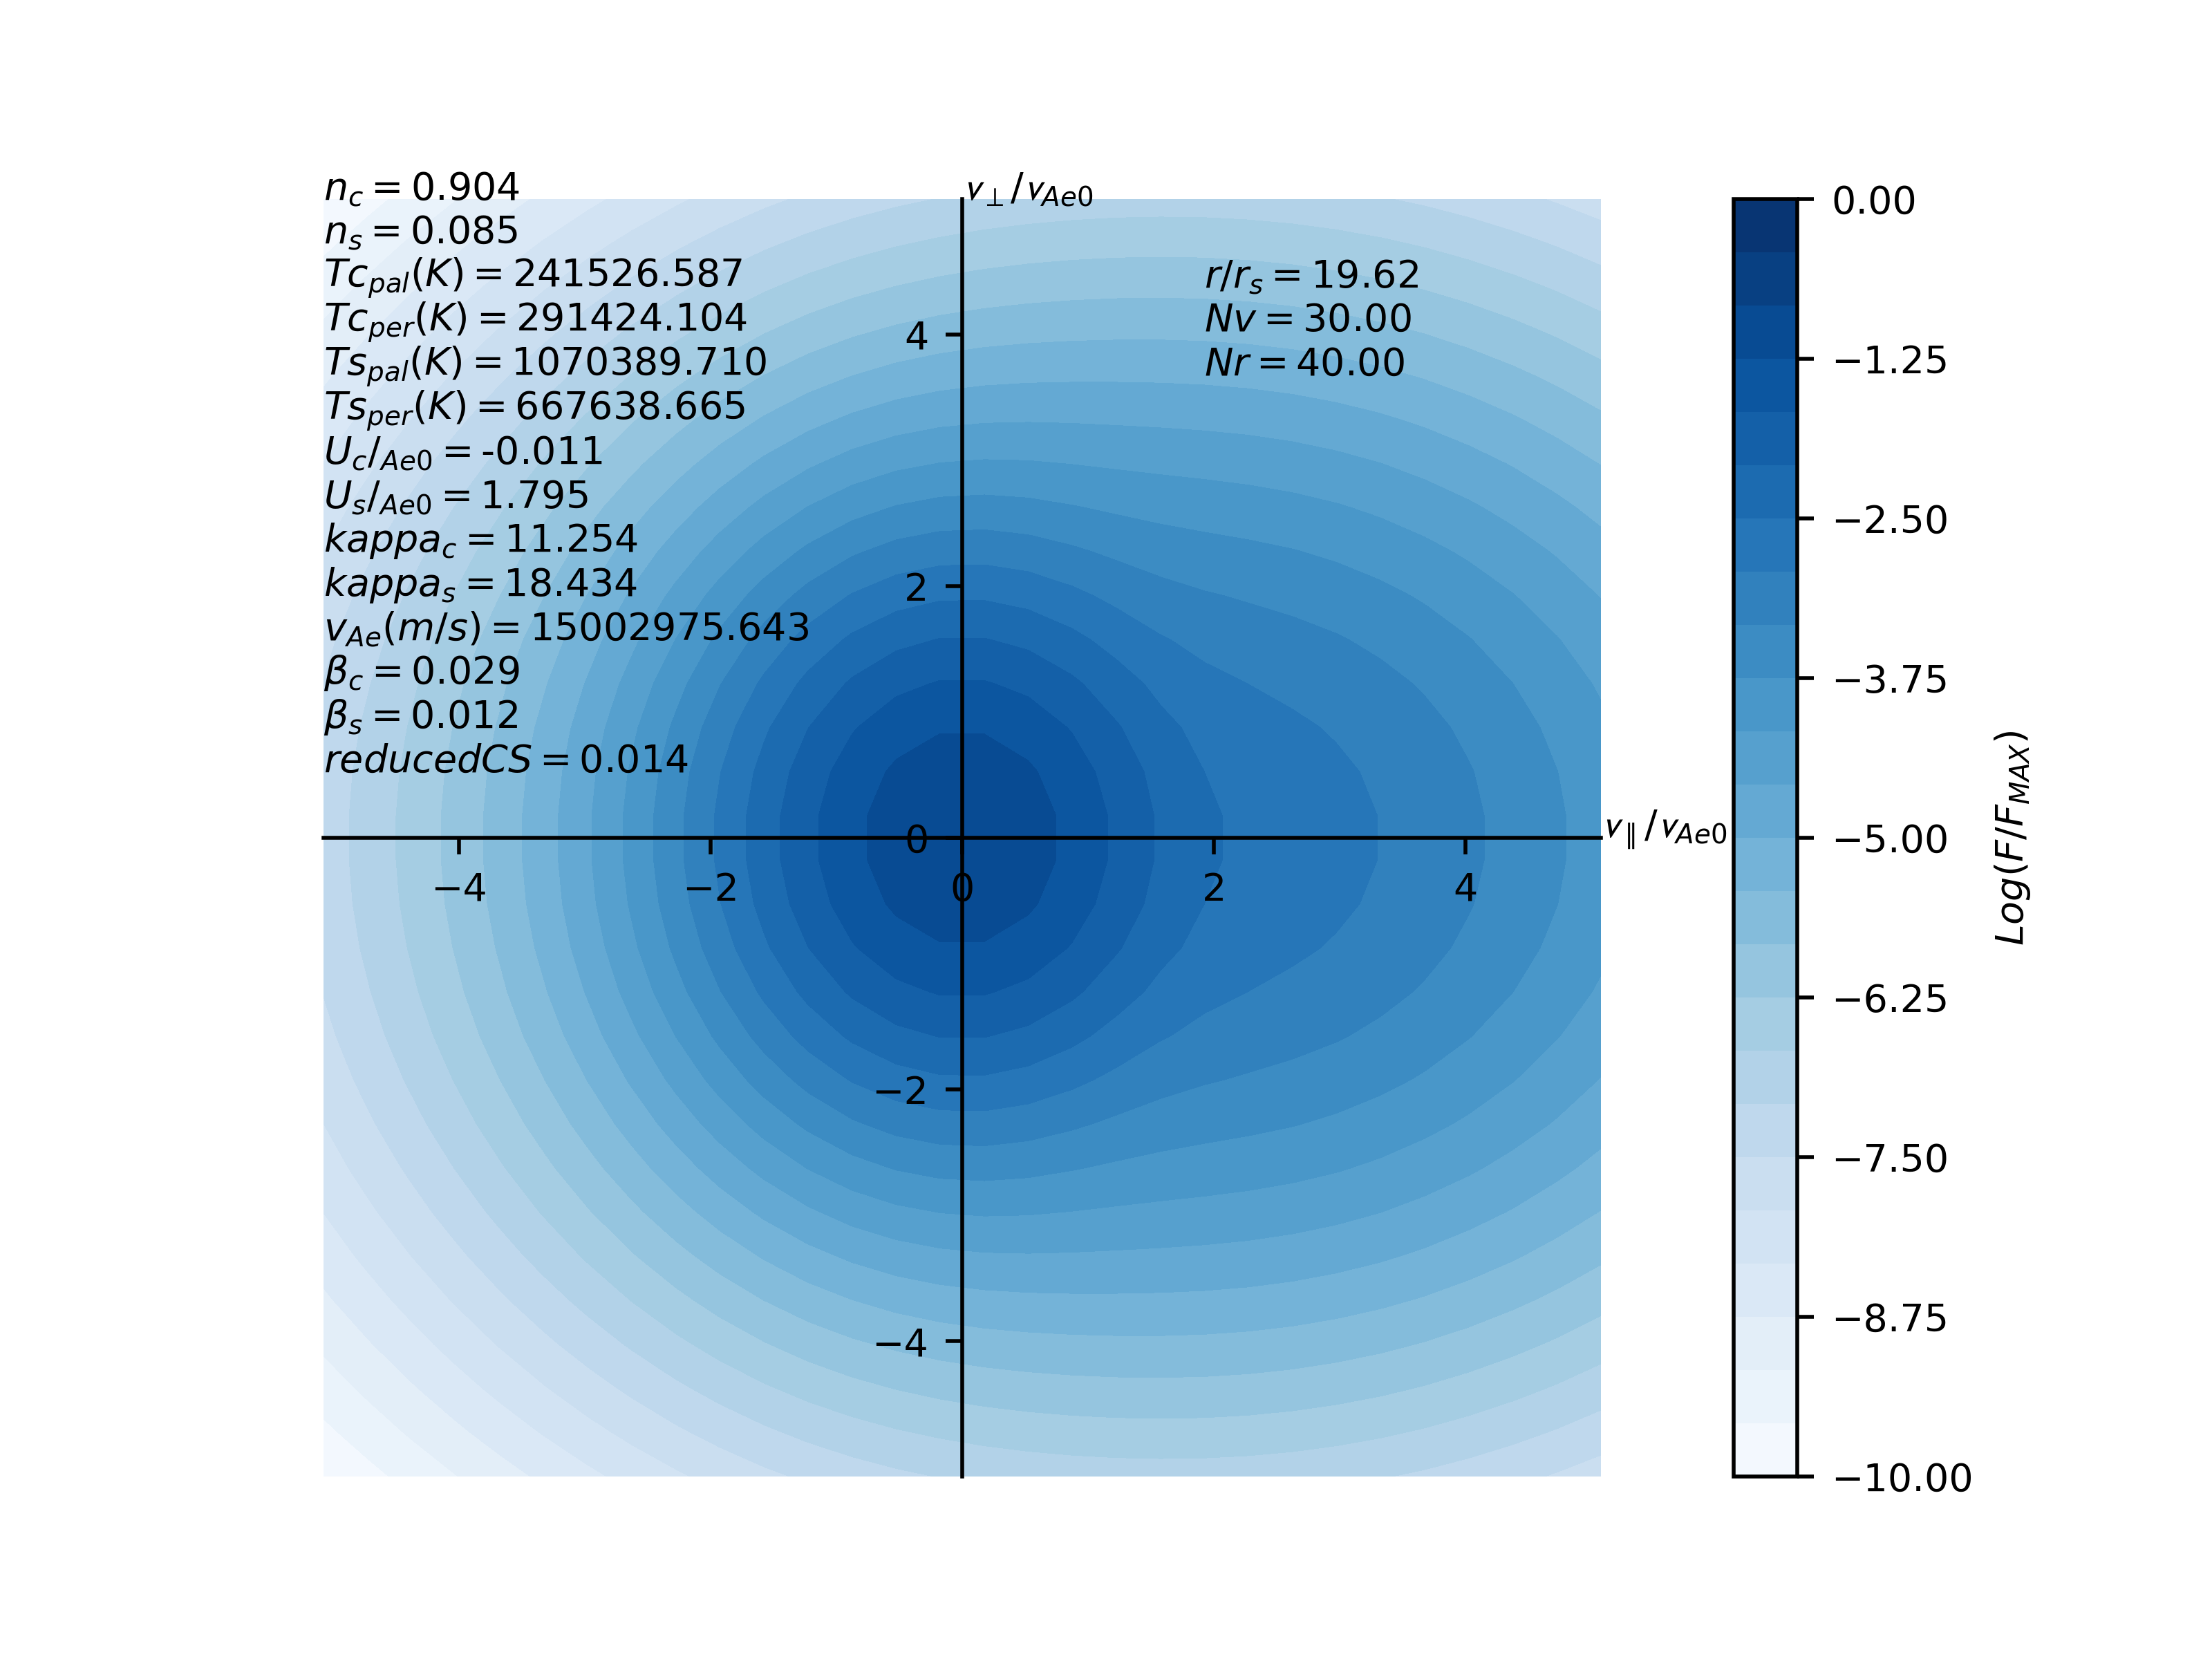 n_c = 0.904
n_s = 0.085
Tc_pal(K) = 241526.587
Tc_per(K) = 291424.104
Ts_pal(K) = 1070389.710
Ts_per(K) = 667638.665
U_c/_Ae0 = -0.011
U_s/_Ae0 = 1.795
kappa_c = 11.254
kappa_s = 18.434
v_Ae(m/s) = 15002975.643
β_c = 0.029
β_s = 0.012
reducedCS = 0.014
v_⊥/v_Ae0
r/r_s = 19.62
Nv = 30.00
Nr = 40.00
4
2
0
−2
−4
−4
−2
0
2
4
v_∥/v_Ae0
0.00
−1.25
−2.50
−3.75
−5.00
−6.25
−7.50
−8.75
−10.00
Log(F/F_MAX)